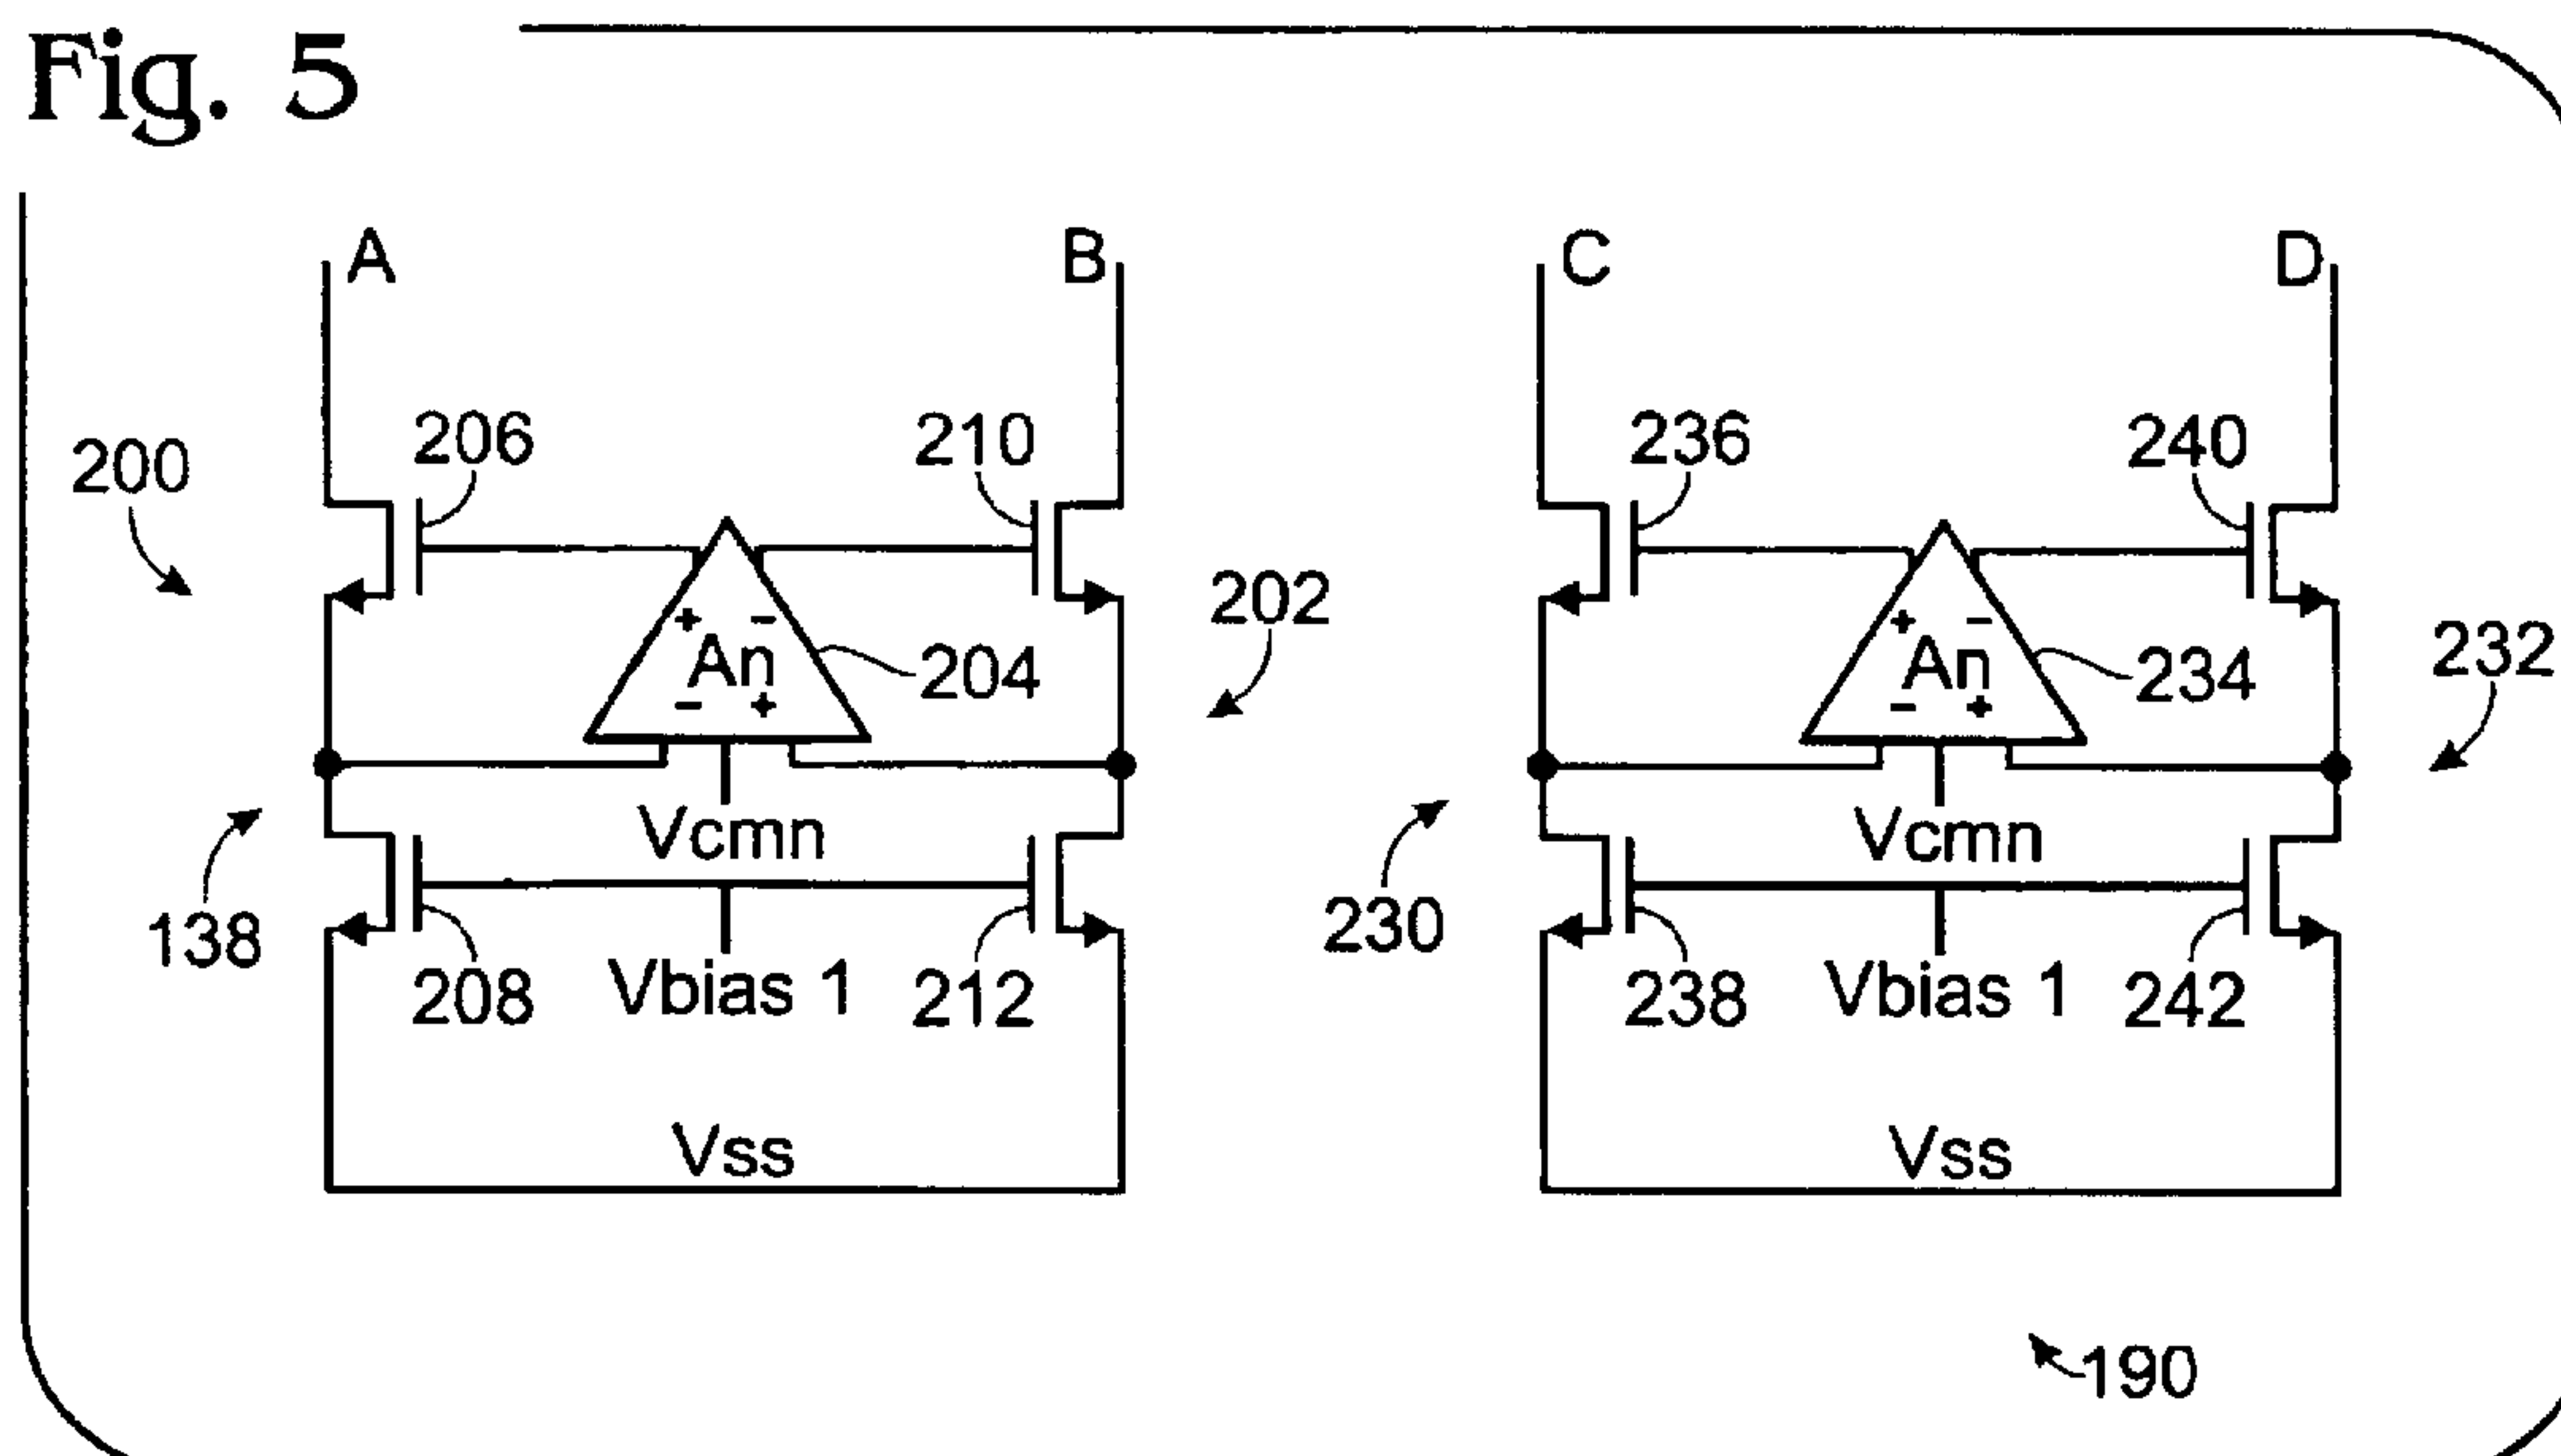 Fig. 5
A B C D
206 210 236 240
200
202
+ - + -
An 204 An 234 232
- + - +
Vcmn Vcmn
138 230
208 Vbias 1 212 238 Vbias 1 242
Vss Vss
190